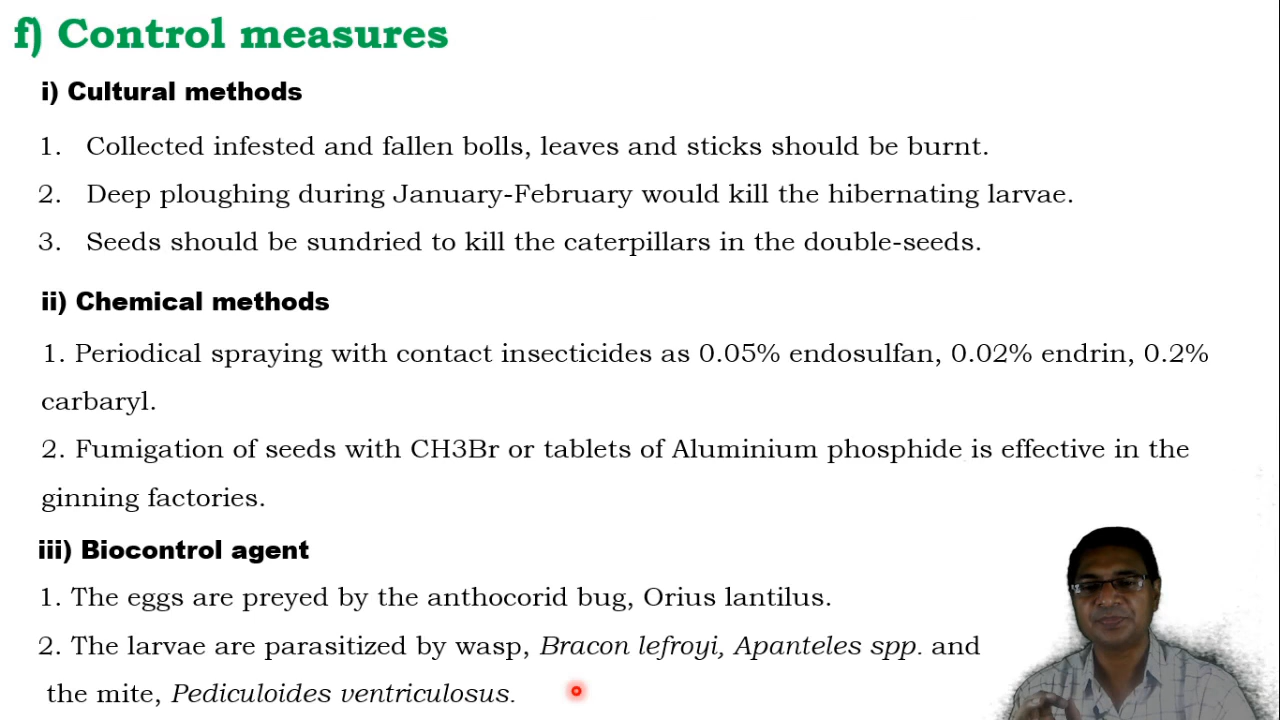 f) Control measures
i) Cultural methods
1. Collected infested and fallen bolls, leaves and sticks should be burnt.
2. Deep ploughing during January-February would kill the hibernating larvae.
3. Seeds should be sundried to kill the caterpillars in the double-seeds.
ii) Chemical methods
1. Periodical spraying with contact insecticides as 0.05% endosulfan, 0.02% endrin, 0.2%
carbaryl.
2. Fumigation of seeds with CH3Br or tablets of Aluminium phosphide is effective in the
ginning factories.
iii) Biocontrol agent
1. The eggs are preyed by the anthocorid bug, Orius lantilus.
2. The larvae are parasitized by wasp, Bracon lefroyi, Apanteles spp. and
the mite, Pediculoides ventriculosus.